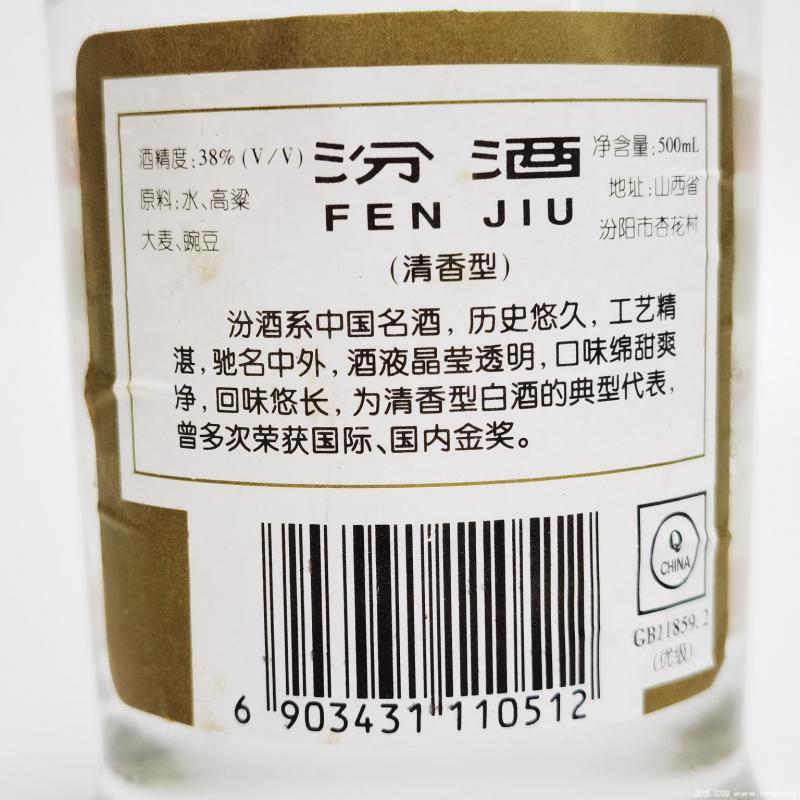 酒精度:38% (V/V)
原料:水、高粱
大麦、豌豆
汾酒
FEN JIU
(清香型)
净含量:500mL
地址:山西省
汾阳市杏花村
汾酒系中国名酒,历史悠久,工艺精
湛,驰名中外,酒液晶莹透明,口味绵甜爽
净,回味悠长,为清香型白酒的典型代表,
曾多次荣获国际、国内金奖。
Q
CHINA
GB11859.2
(优级)
6 903431 110512